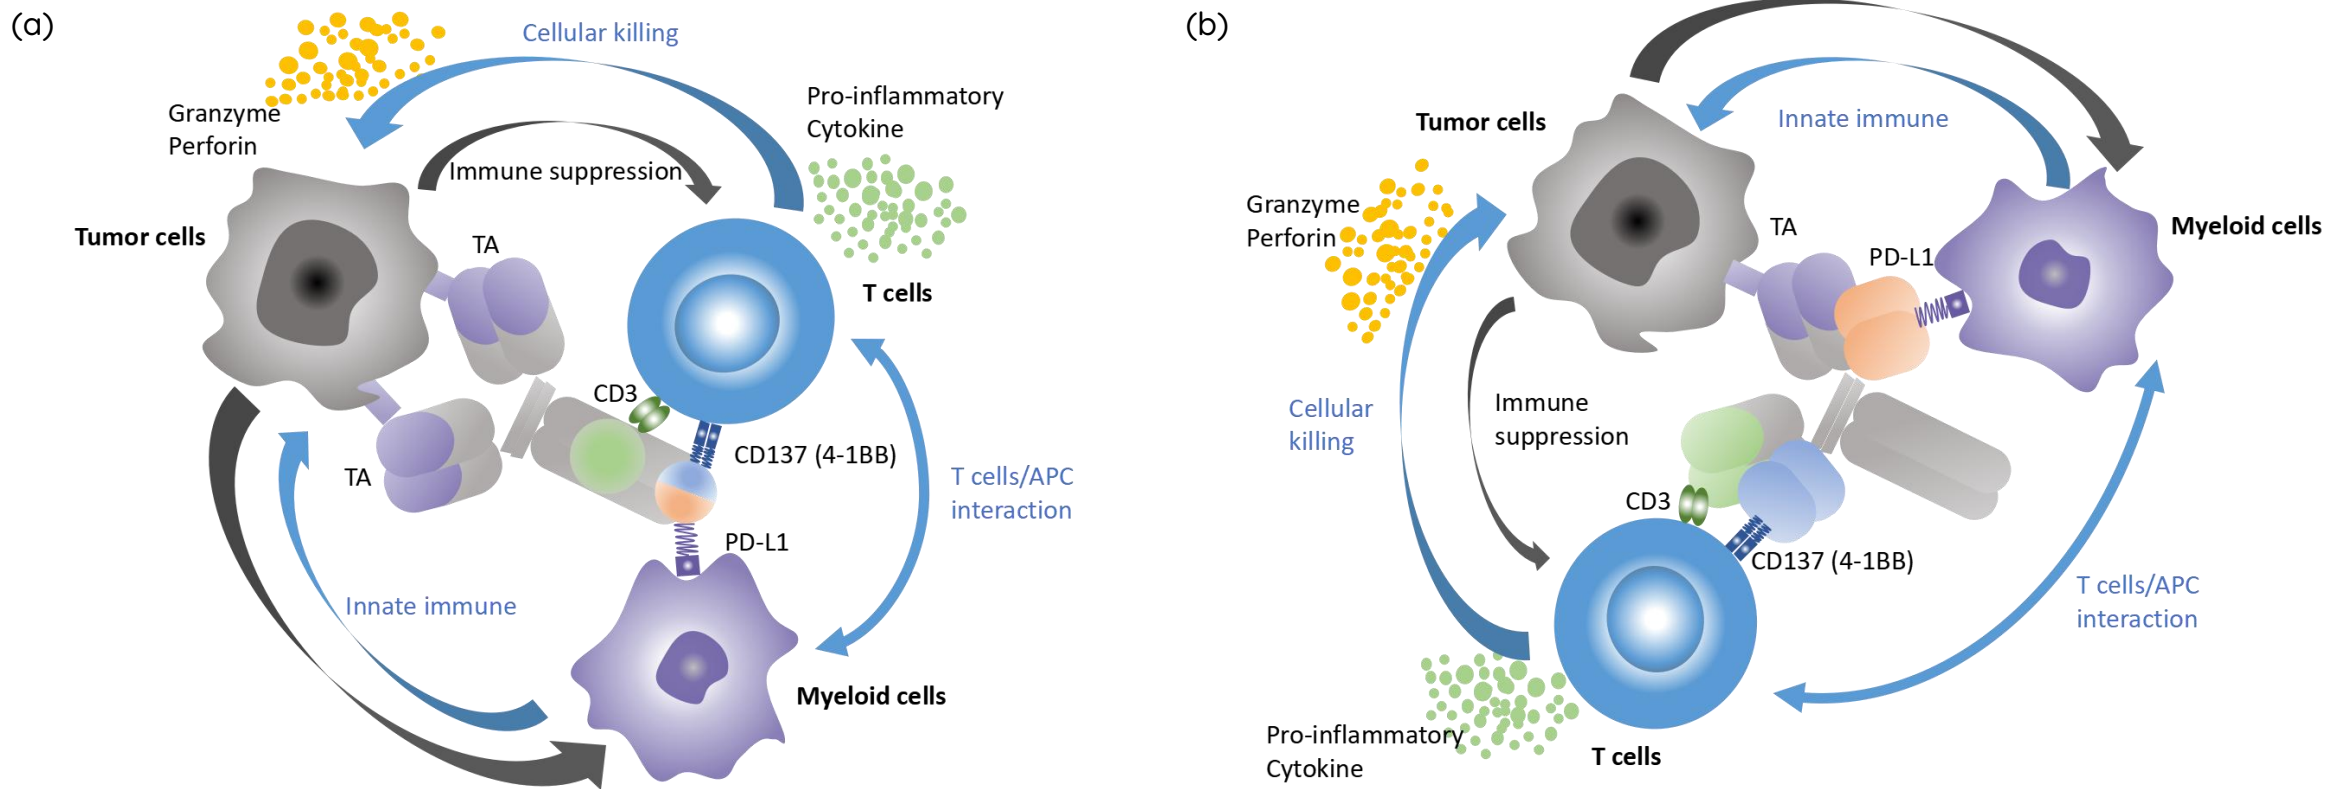 (a)
Cellular killing
Granzyme
Perforin
Pro-inflammatory
Cytokine
Immune suppression
Tumor cells
TA
T cells
CD3
TA
CD137 (4-1BB)
T cells/APC
interaction
PD-L1
Innate immune
Myeloid cells
(b)
Tumor cells
Innate immune
Granzyme
Perforin
TA
PD-L1
Myeloid cells
Cellular
killing
Immune
suppression
CD3
CD137 (4-1BB)
T cells/APC
interaction
Pro-inflammatory
Cytokine
T cells